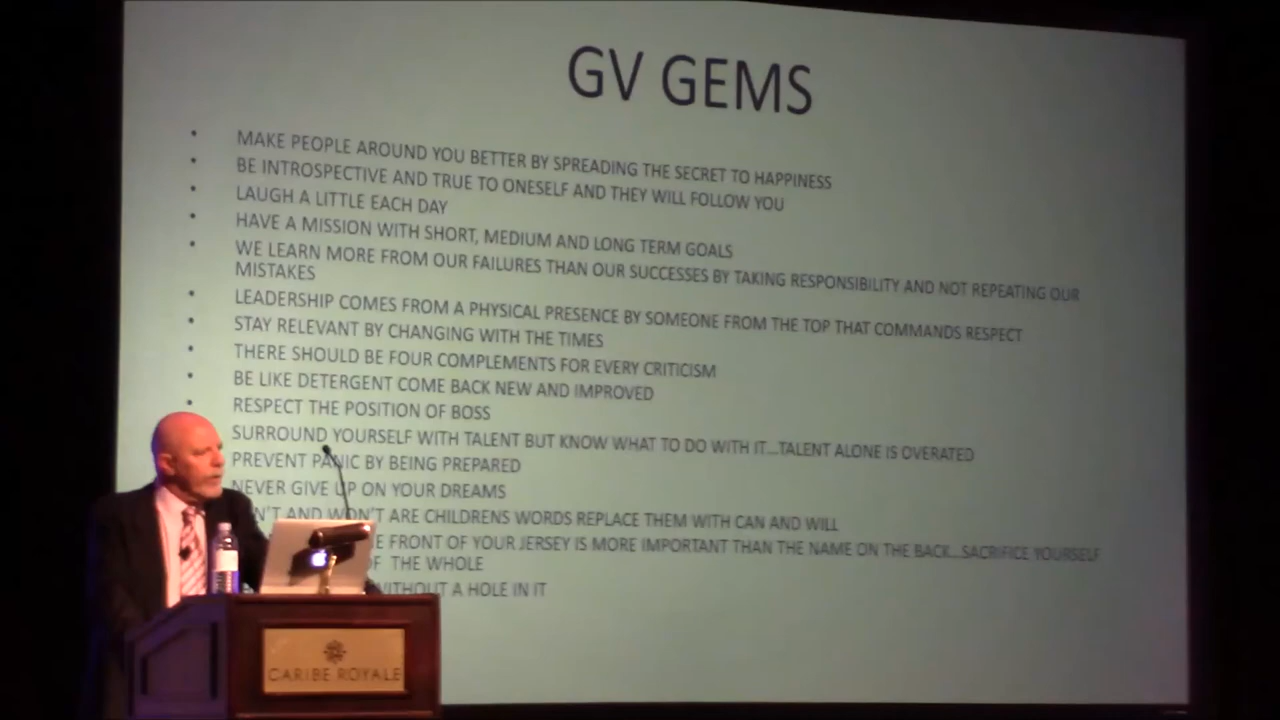 GV GEMS
• MAKE PEOPLE AROUND YOU BETTER BY SPREADING THE SECRET TO HAPPINESS
• BE INTROSPECTIVE AND TRUE TO ONESELF AND THEY WILL FOLLOW YOU
• LAUGH A LITTLE EACH DAY
• HAVE A MISSION WITH SHORT, MEDIUM AND LONG TERM GOALS
• WE LEARN MORE FROM OUR FAILURES THAN OUR SUCCESSES BY TAKING RESPONSIBILITY AND NOT REPEATING OUR
MISTAKES
• LEADERSHIP COMES FROM A PHYSICAL PRESENCE BY SOMEONE FROM THE TOP THAT COMMANDS RESPECT
• STAY RELEVANT BY CHANGING WITH THE TIMES
• THERE SHOULD BE FOUR COMPLEMENTS FOR EVERY CRITICISM
• BE LIKE DETERGENT COME BACK NEW AND IMPROVED
• RESPECT THE POSITION OF BOSS
SURROUND YOURSELF WITH TALENT BUT KNOW WHAT TO DO WITH IT...TALENT ALONE IS OVERATED
PREVENT PANIC BY BEING PREPARED
NEVER GIVE UP ON YOUR DREAMS
AND WON'T ARE CHILDRENS WORDS REPLACE THEM WITH CAN AND WILL
FRONT OF YOUR JERSEY IS MORE IMPORTANT THAN THE NAME ON THE BACK...SACRIFICE YOURSELF
OF THE WHOLE
WITHOUT A HOLE IN IT
CARIBE ROYALE